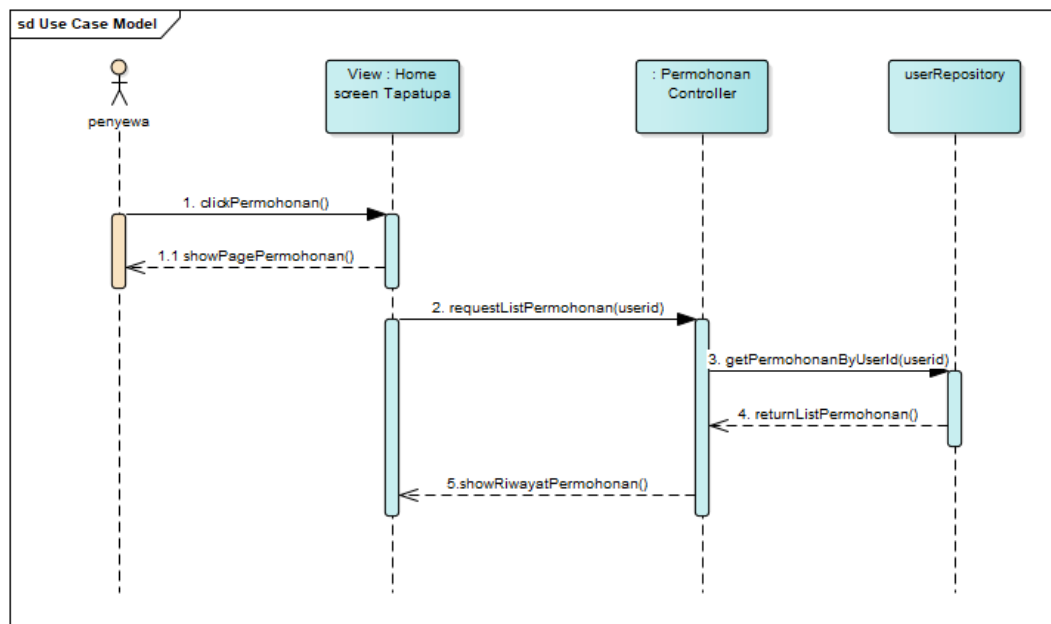 sd Use Case Model
penyewa
View : Home
screen Tapatupa
: Permohonan
Controller
userRepository
1. clickPermohonan()
1.1 showPagePermohonan()
2. requestListPermohonan(userid)
3. getPermohonanByUserId(userid)
4. returnListPermohonan()
5.showRiwayatPermohonan()